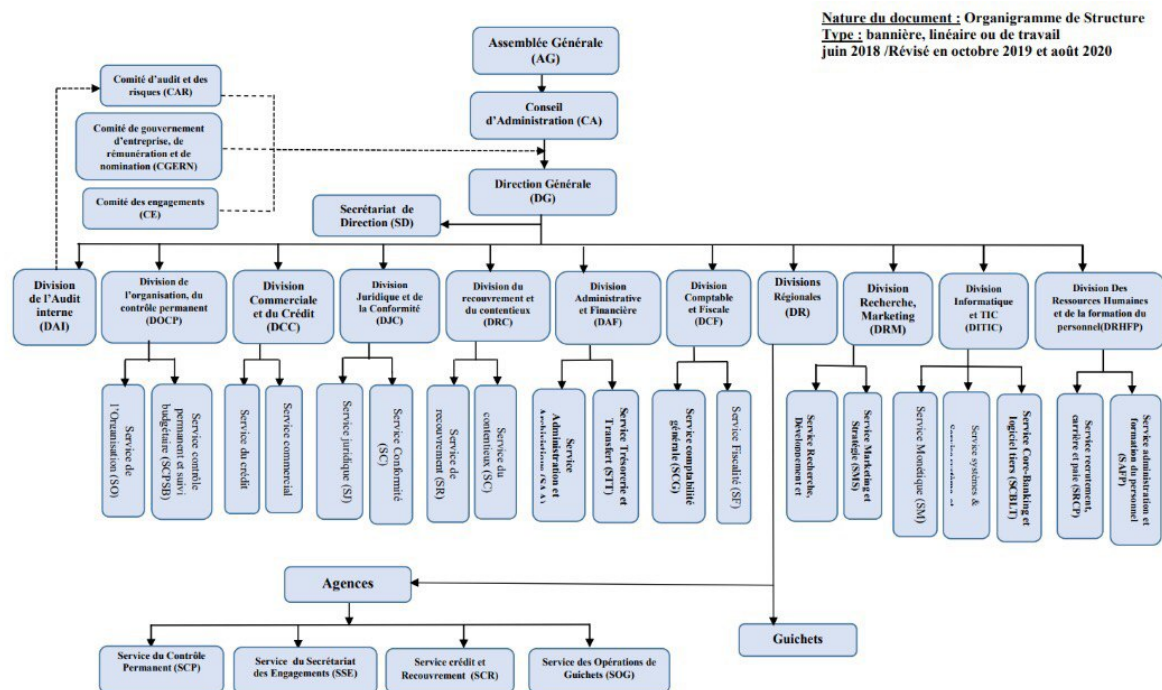 Nature du document : Organigramme de Structure
Type : bannière, linéaire ou de travail
juin 2018 /Révisé en octobre 2019 et août 2020
Assemblée Générale
(AG)
Comité d'audit et des
risques (CAR)
Conseil
d'Administration (CA)
Comité de gouvernement
d'entreprise, de
rémunération et de
nomination (CGERN)
Direction Générale
(DG)
Comité des engagements
(CE)
Secrétariat de
Direction (SD)
Division
de l'Audit
interne
(DAI)
Division de
l'organisation, du
contrôle permanent
(DOCP)
Division
Commerciale
et du Crédit
(DCC)
Division
Juridique et de
la Conformité
(DJC)
Division du
recouvrement et
du contentieux
(DRC)
Division
Administrative
et Financière
(DAF)
Division
Comptable
et Fiscale
(DCF)
Divisions
Régionales
(DR)
Division
Recherche,
Marketing
(DRM)
Division
Informatique
et TIC
(DITIC)
Division Des
Ressources Humaines
et de la formation du
personnel(DRHFP)
Service de
l'Organisation (SO)
Service contrôle
permanent et suivi
budgétaire (SCPSB)
Service du crédit
Service commercial
Service juridique (SJ)
Service Conformité
(SC)
Service de
recouvrement (SR)
Service du
contentieux (SC)
Service
Administration et
Service Trésorerie et
Transfert (STT)
Service comptabilité
générale (SCG)
Service Fiscalité (SF)
Service Recherche,
Développement et
Service Marketing et
Stratégie (SMS)
Service Monétique (SM)
Service systèmes &
Service Core-Banking et
logiciel tiers (SCBLT)
Service recrutement,
carrière et paie (SRCP)
Service administration et
formation du personnel
(SAFP)
Agences
Guichets
Service du Contrôle
Permanent (SCP)
Service du Secrétariat
des Engagements (SSE)
Service crédit et
Recouvrement (SCR)
Service des Opérations de
Guichets (SOG)